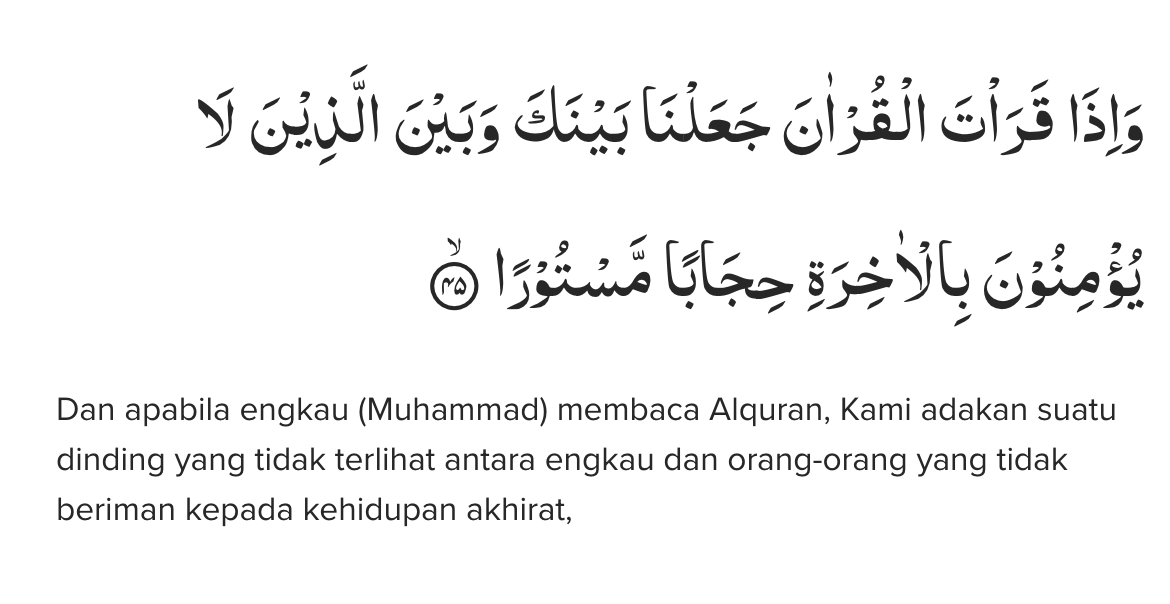 وَاِذَا قَرَاْتَ الْقُرْاٰنَ جَعَلْنَا بَيْنَكَ وَبَيْنَ الَّذِيْنَ لَا
يُؤْمِنُوْنَ بِالْاٰخِرَةِ حِجَابًا مَّسْتُوْرًا ۙ ۴۵
Dan apabila engkau (Muhammad) membaca Alquran, Kami adakan suatu
dinding yang tidak terlihat antara engkau dan orang-orang yang tidak
beriman kepada kehidupan akhirat,